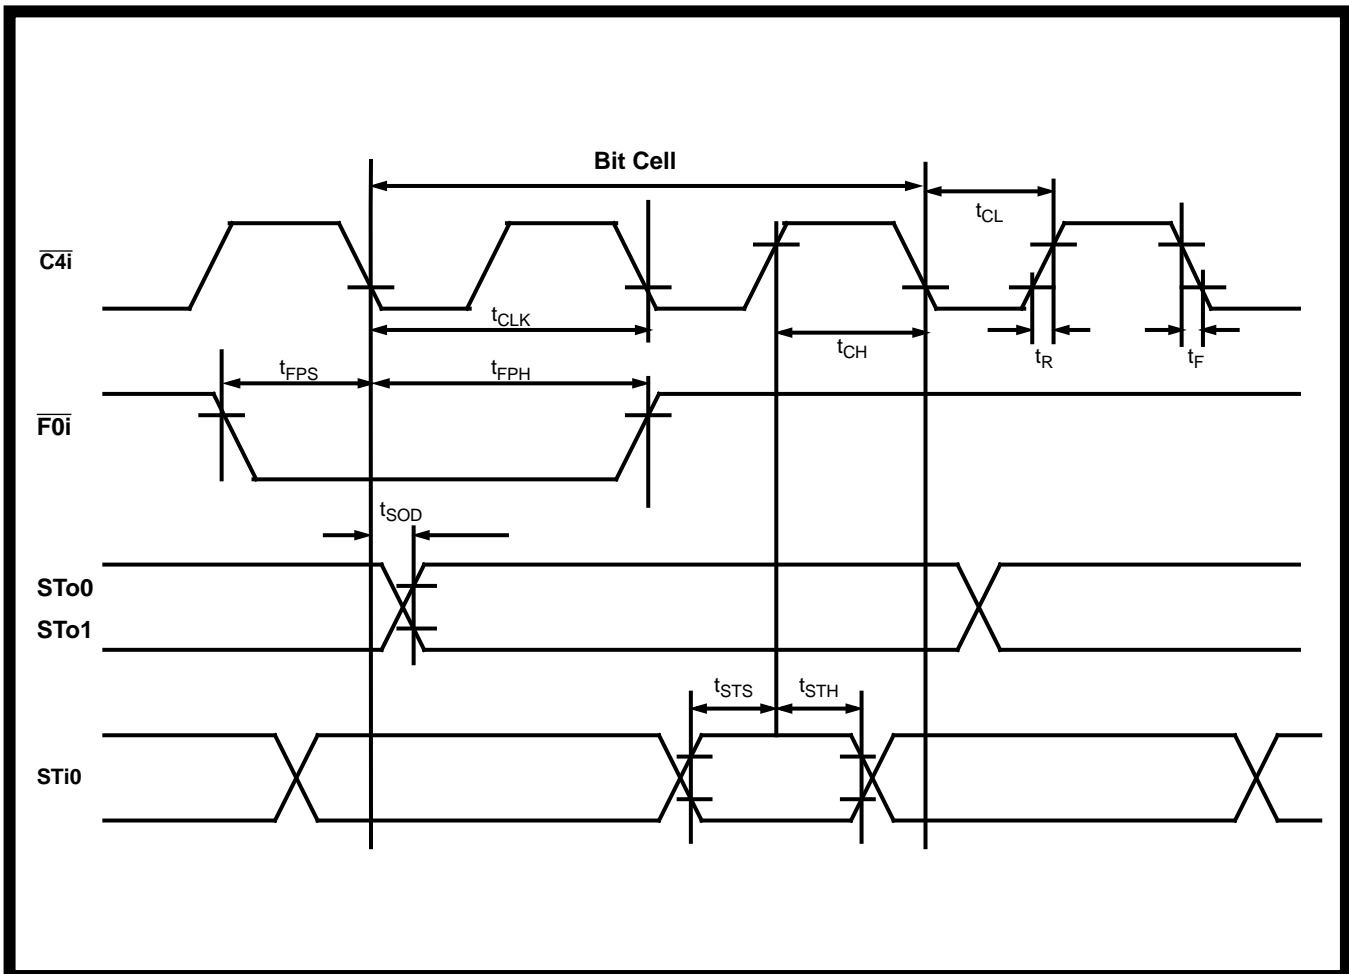 Bit Cell
tCL
C4i
tCLK
tCH
tR
tF
tFPS
tFPH
F0i
tSOD
STo0
STo1
tSTS
tSTH
STi0